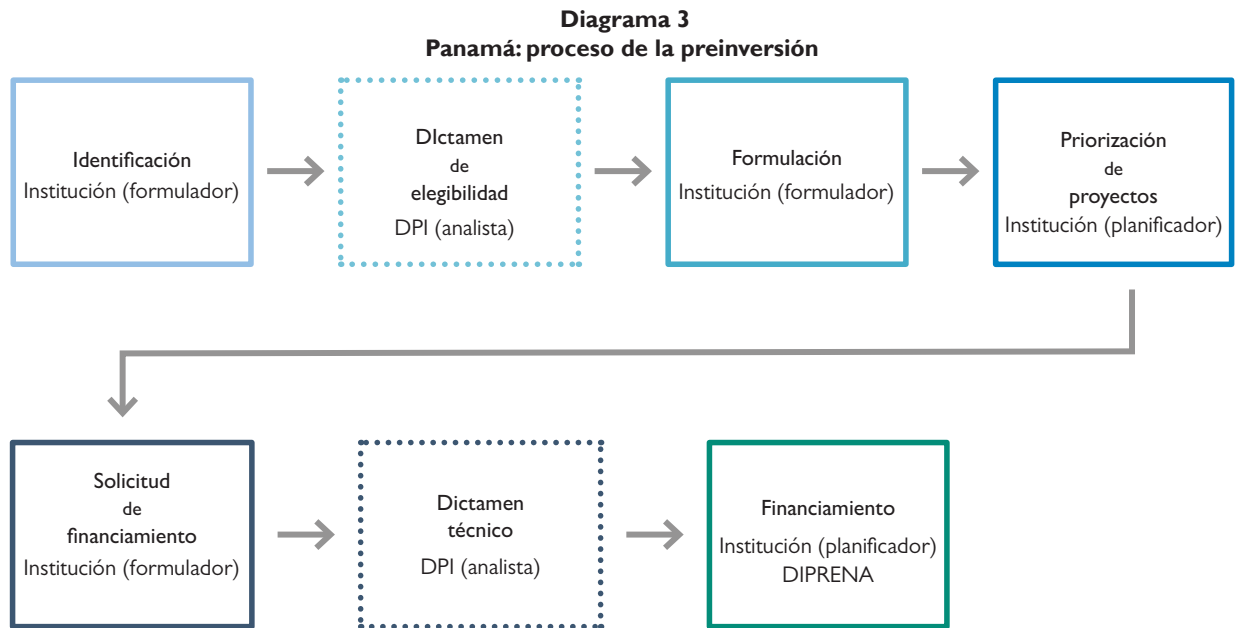 Diagrama 3
Panamá: proceso de la preinversión
Identificación
Institución (formulador)
DIctamen
de
elegibilidad
DPI (analista)
Formulación
Institución (formulador)
Priorización
de
proyectos
Institución (planificador)
Solicitud
de
financiamiento
Institución (formulador)
Dictamen
técnico
DPI (analista)
Financiamiento
Institución (planificador)
DIPRENA